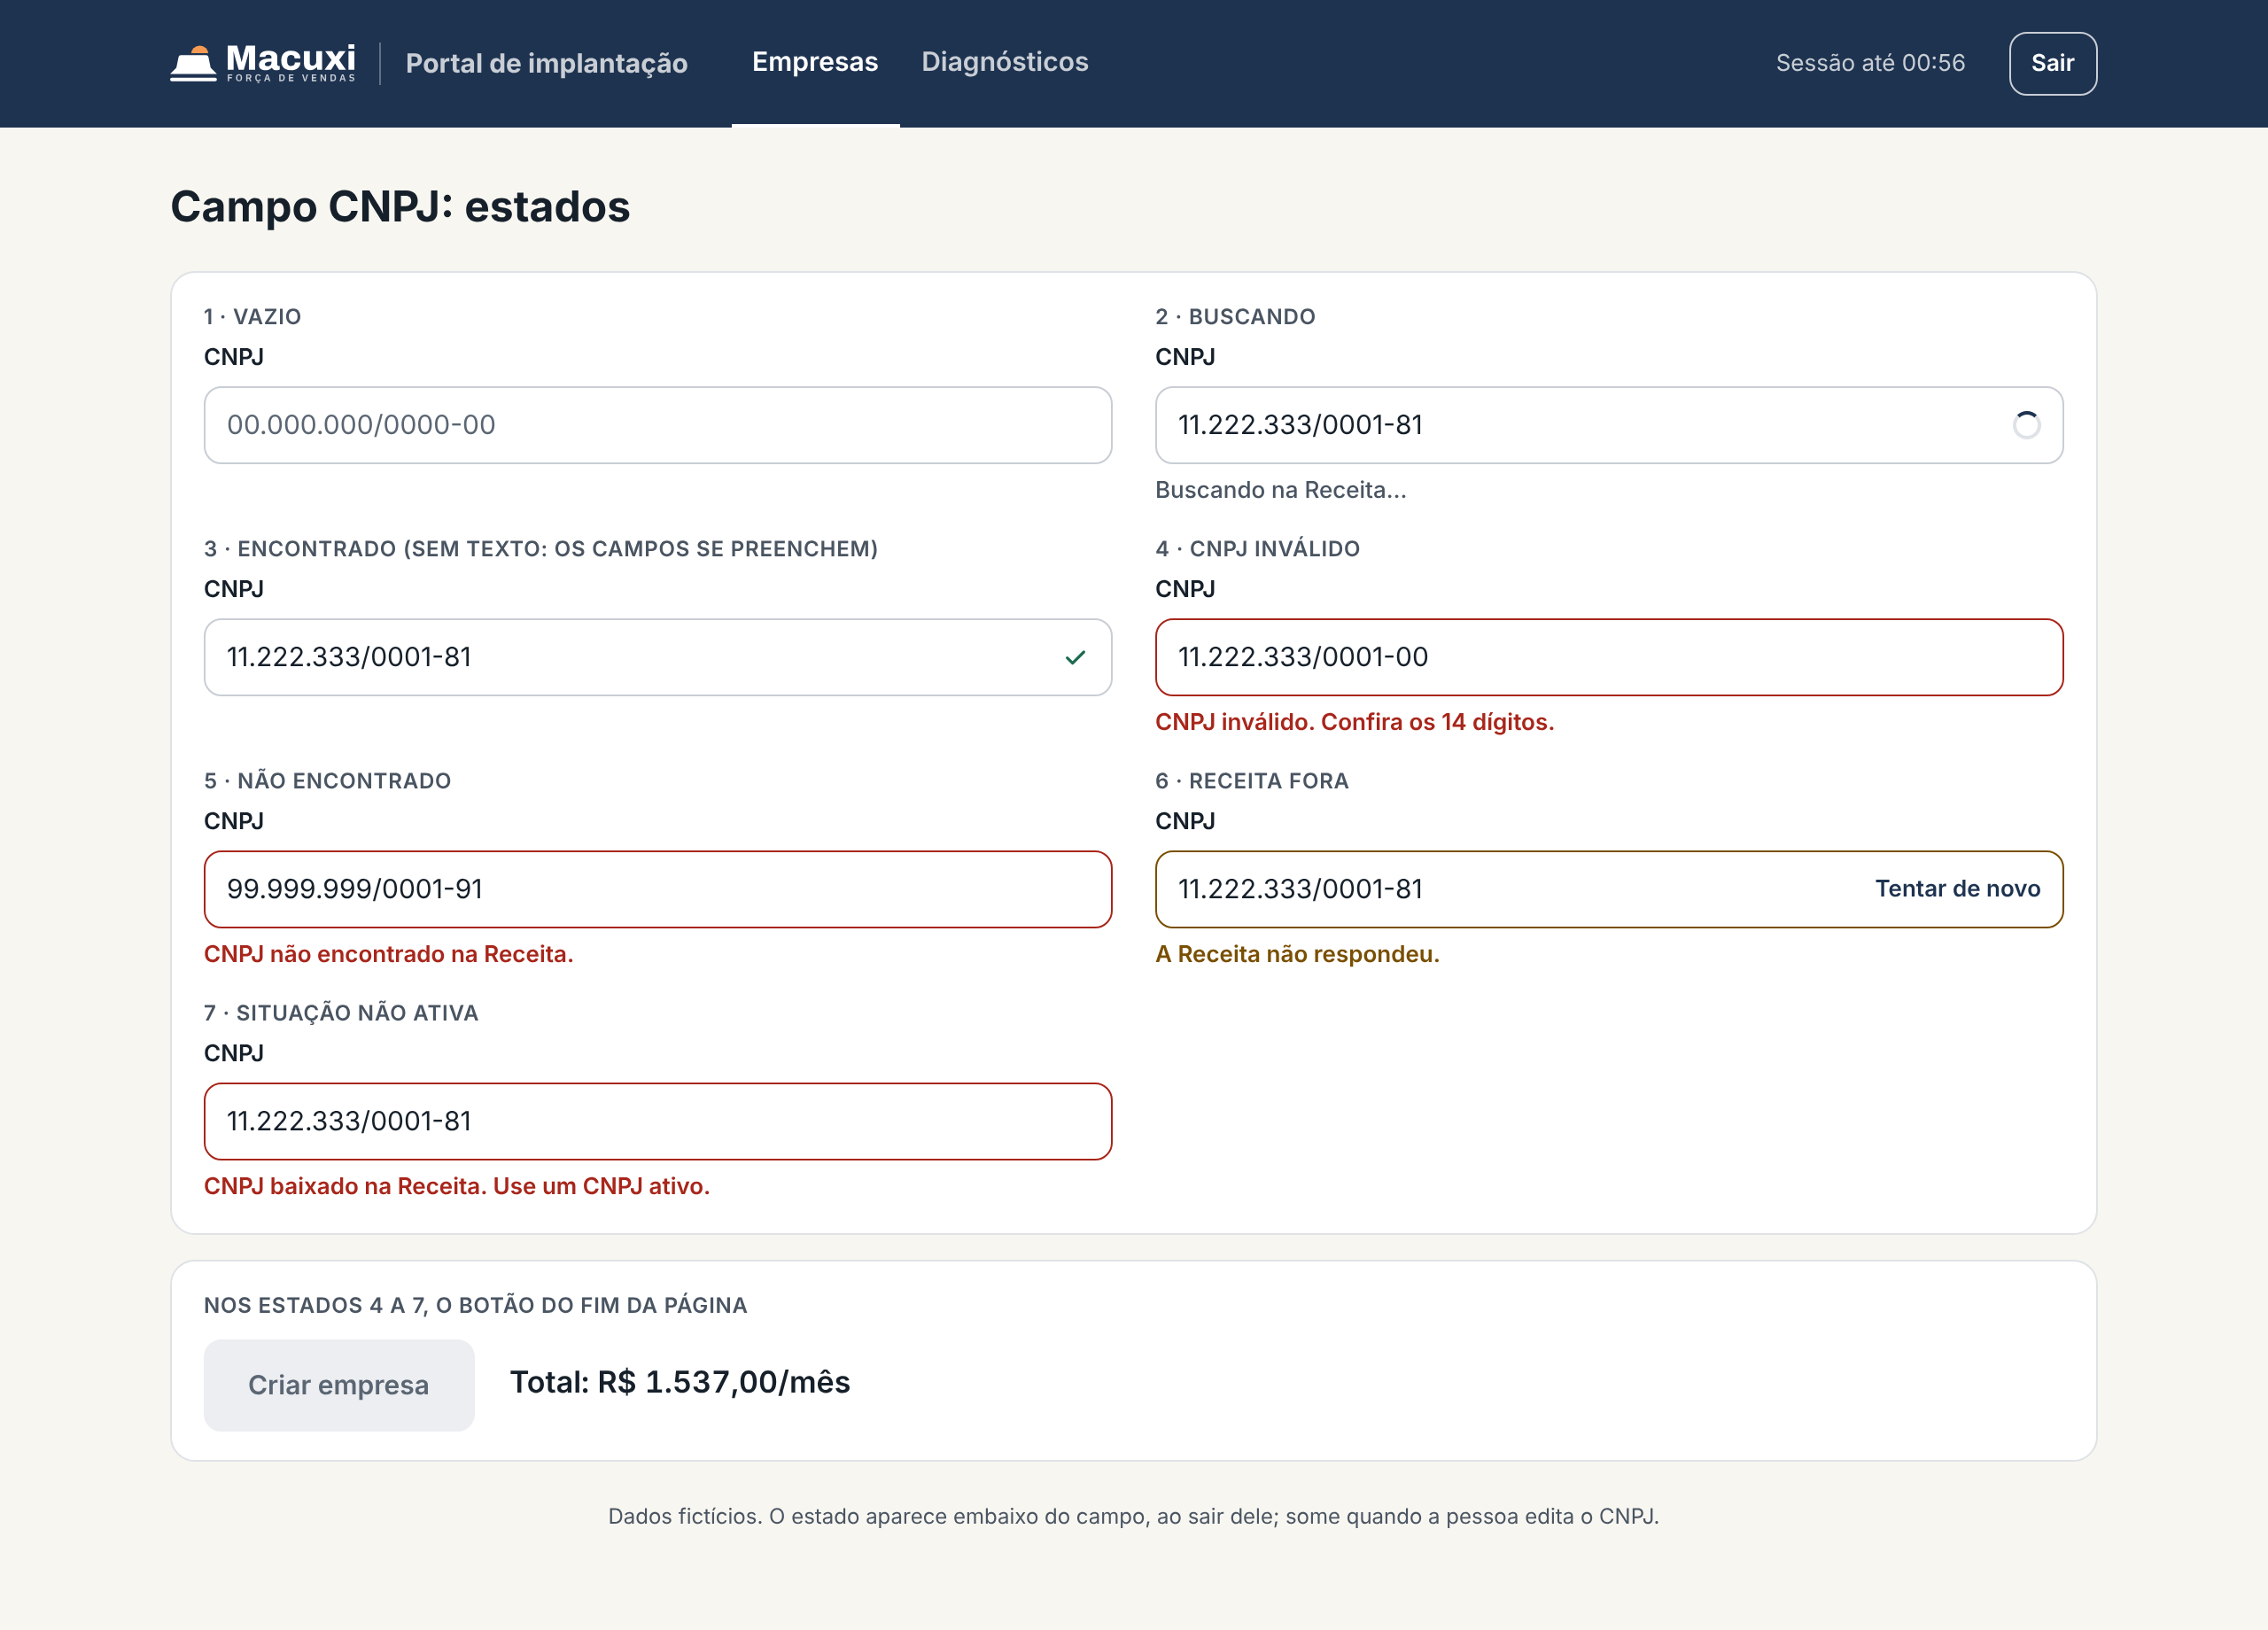 Macuxi
FORÇA DE VENDAS
Portal de implantação
Empresas
Diagnósticos
Sessão até 00:56
Sair
Campo CNPJ: estados
1 · VAZIO
CNPJ
00.000.000/0000-00
2 · BUSCANDO
CNPJ
11.222.333/0001-81
Buscando na Receita...
3 · ENCONTRADO (SEM TEXTO: OS CAMPOS SE PREENCHEM)
CNPJ
11.222.333/0001-81
4 · CNPJ INVÁLIDO
CNPJ
11.222.333/0001-00
CNPJ inválido. Confira os 14 dígitos.
5 · NÃO ENCONTRADO
CNPJ
99.999.999/0001-91
CNPJ não encontrado na Receita.
6 · RECEITA FORA
CNPJ
11.222.333/0001-81
Tentar de novo
A Receita não respondeu.
7 · SITUAÇÃO NÃO ATIVA
CNPJ
11.222.333/0001-81
CNPJ baixado na Receita. Use um CNPJ ativo.
NOS ESTADOS 4 A 7, O BOTÃO DO FIM DA PÁGINA
Criar empresa
Total: R$ 1.537,00/mês
Dados fictícios. O estado aparece embaixo do campo, ao sair dele; some quando a pessoa edita o CNPJ.